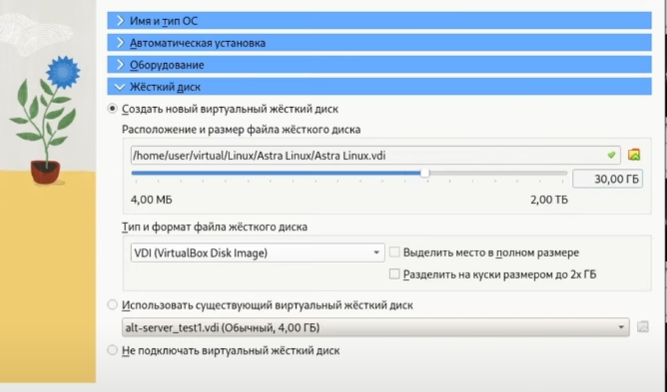 Имя и тип ОС
Автоматическая установка
Оборудование
Жёсткий диск
Создать новый виртуальный жёсткий диск
Расположение и размер файла жёсткого диска
/home/user/virtual/Linux/Astra Linux/Astra Linux.vdi
30,00 ГБ
4,00 МБ 2,00 ТБ
Тип и формат файла жёсткого диска
VDI (VirtualBox Disk Image) Выделить место в полном размере
Разделить на куски размером до 2х ГБ
Использовать существующий виртуальный жёсткий диск
alt-server_test1.vdi (Обычный, 4,00 ГБ)
Не подключать виртуальный жёсткий диск